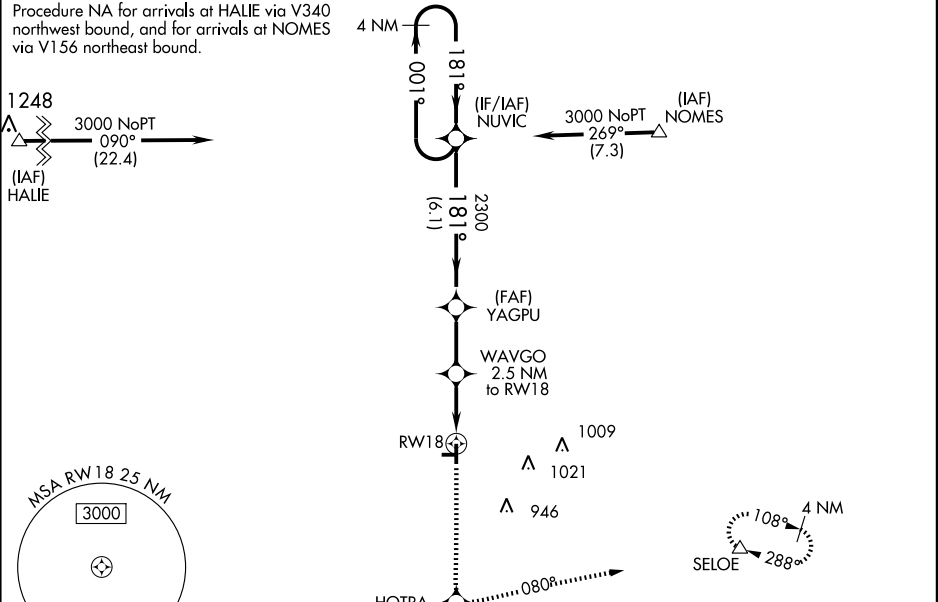 Procedure NA for arrivals at HALIE via V340
northwest bound, and for arrivals at NOMES
via V156 northeast bound.
4 NM
001°
181°
1248
3000 NoPT
090°
(22.4)
(IAF)
HALIE
(IF/IAF)
NUVIC
3000 NoPT
269°
(7.3)
(IAF)
NOMES
2300
181°
(6.1)
(FAF)
YAGPU
WAVGO
2.5 NM
to RW18
RW18
1009
1021
946
MSA RW18 25 NM
3000
108°
4 NM
SELOE
288°
080°
HOTRA